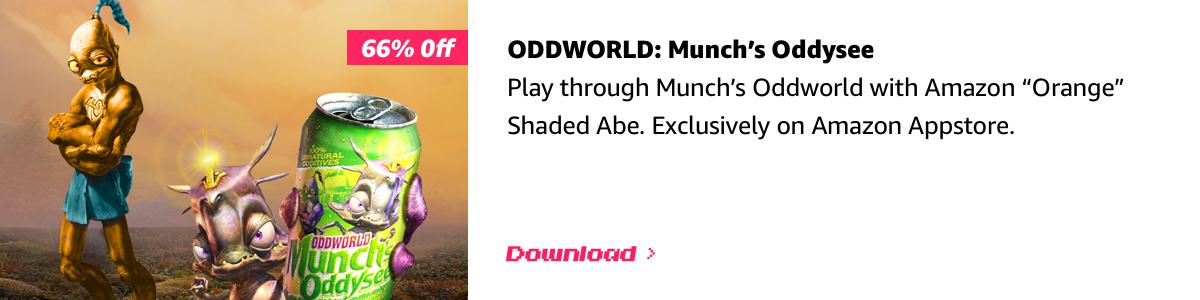 66% Off
ODDWORLD: Munch’s Oddysee
Play through Munch’s Oddworld with Amazon “Orange”
Shaded Abe. Exclusively on Amazon Appstore.
100%
UNNATURAL
ODDITIVES
ODDWORLD
Munch's
Oddysee
Download